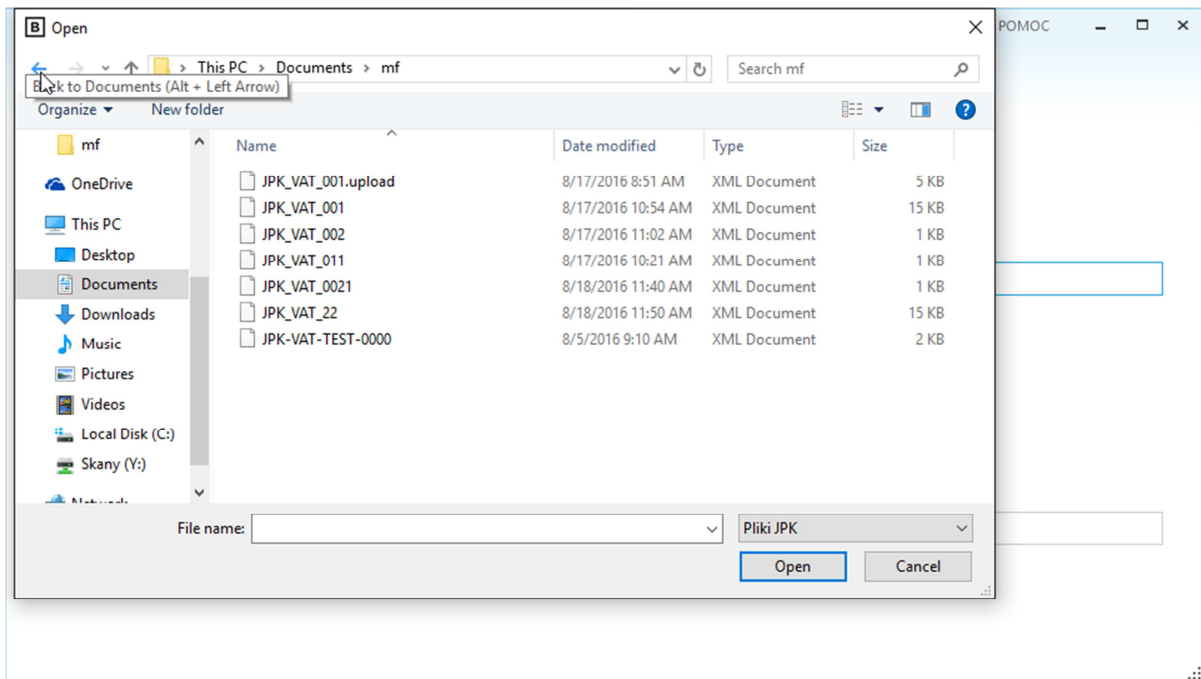 B Open
POMOC
This PC > Documents > mf
Search mf
k to Documents (Alt + Left Arrow)
Organize
New folder
mf
OneDrive
This PC
Desktop
Documents
Downloads
Music
Pictures
Videos
Local Disk (C:)
Skany (Y:)
Name Date modified Type Size
JPK_VAT_001.upload 8/17/2016 8:51 AM XML Document 5 KB
JPK_VAT_001 8/17/2016 10:54 AM XML Document 15 KB
JPK_VAT_002 8/17/2016 11:02 AM XML Document 1 KB
JPK_VAT_011 8/17/2016 10:21 AM XML Document 1 KB
JPK_VAT_0021 8/18/2016 11:40 AM XML Document 1 KB
JPK_VAT_22 8/18/2016 11:50 AM XML Document 15 KB
JPK-VAT-TEST-0000 8/5/2016 9:10 AM XML Document 2 KB
File name:
Pliki JPK
Open
Cancel